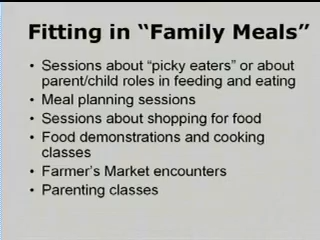 Fitting in “Family Meals”
• Sessions about “picky eaters” or about
parent/child roles in feeding and eating
• Meal planning sessions
• Sessions about shopping for food
• Food demonstrations and cooking
classes
• Farmer’s Market encounters
• Parenting classes